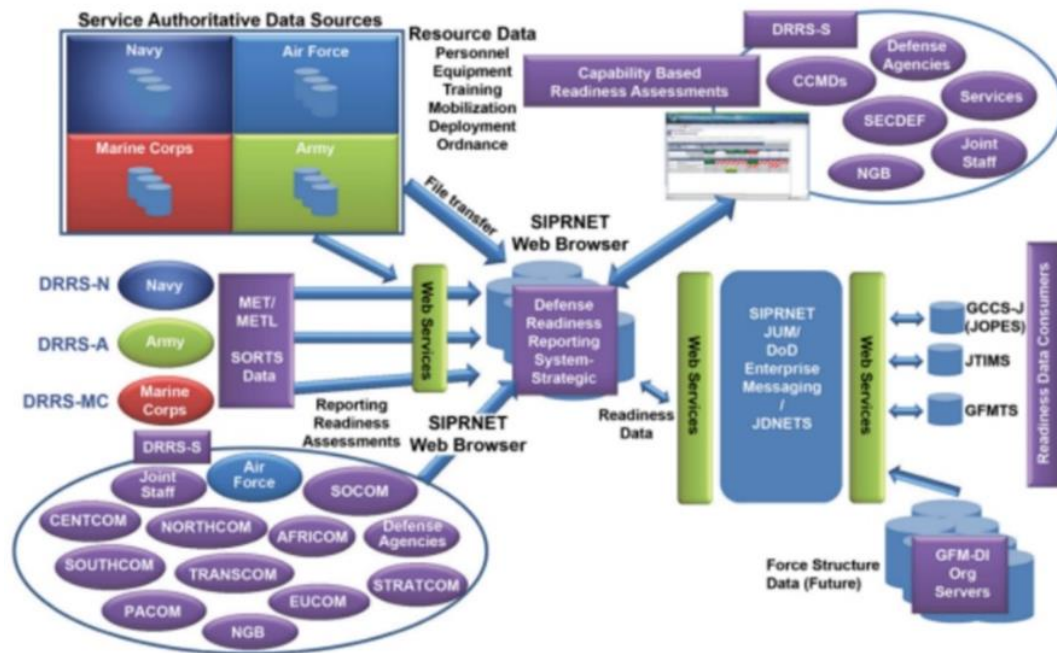 Service Authoritative Data Sources
Navy
Air Force
Marine Corps
Army
Resource Data
Personnel
Equipment
Training
Mobilization
Deployment
Ordnance
Capability Based
Readiness Assessments
DRRS-S
Defense
Agencies
CCMDs
Services
SECDEF
Joint
Staff
NGB
File transfer
SIPRNET
Web Browser
DRRS-N
Navy
DRRS-A
Army
DRRS-MC
Marine
Corps
MET/
METL
SORTS
Data
Web Services
Defense
Readiness
Reporting
System-
Strategic
Reporting
Readiness
Assessments
SIPRNET
Web Browser
Readiness
Data
Web Services
SIPRNET
JUM/
DoD
Enterprise
Messaging
/
JDNETS
Web Services
GCCS-J
(JOPES)
JTIMS
GFMTS
Readiness Data Consumers
DRRS-S
Joint
Staff
Air
Force
SOCOM
CENTCOM
NORTHCOM
AFRICOM
Defense
Agencies
SOUTHCOM
TRANSCOM
STRATCOM
PACOM
EUCOM
NGB
Force Structure
Data (Future)
GFM-DI
Org
Servers